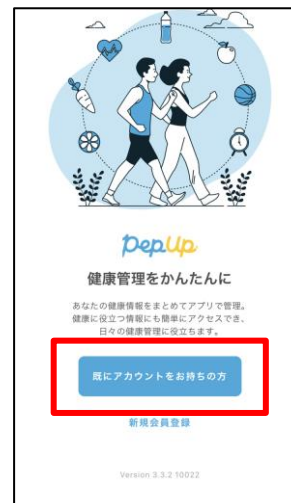 PepUp
健康管理をかんたんに
あなたの健康情報をまとめてアプリで管理。
健康に役立つ情報にも簡単にアクセスでき、
日々の健康管理に役立ちます。
既にアカウントをお持ちの方
新規会員登録
Version 3.3.2 10022